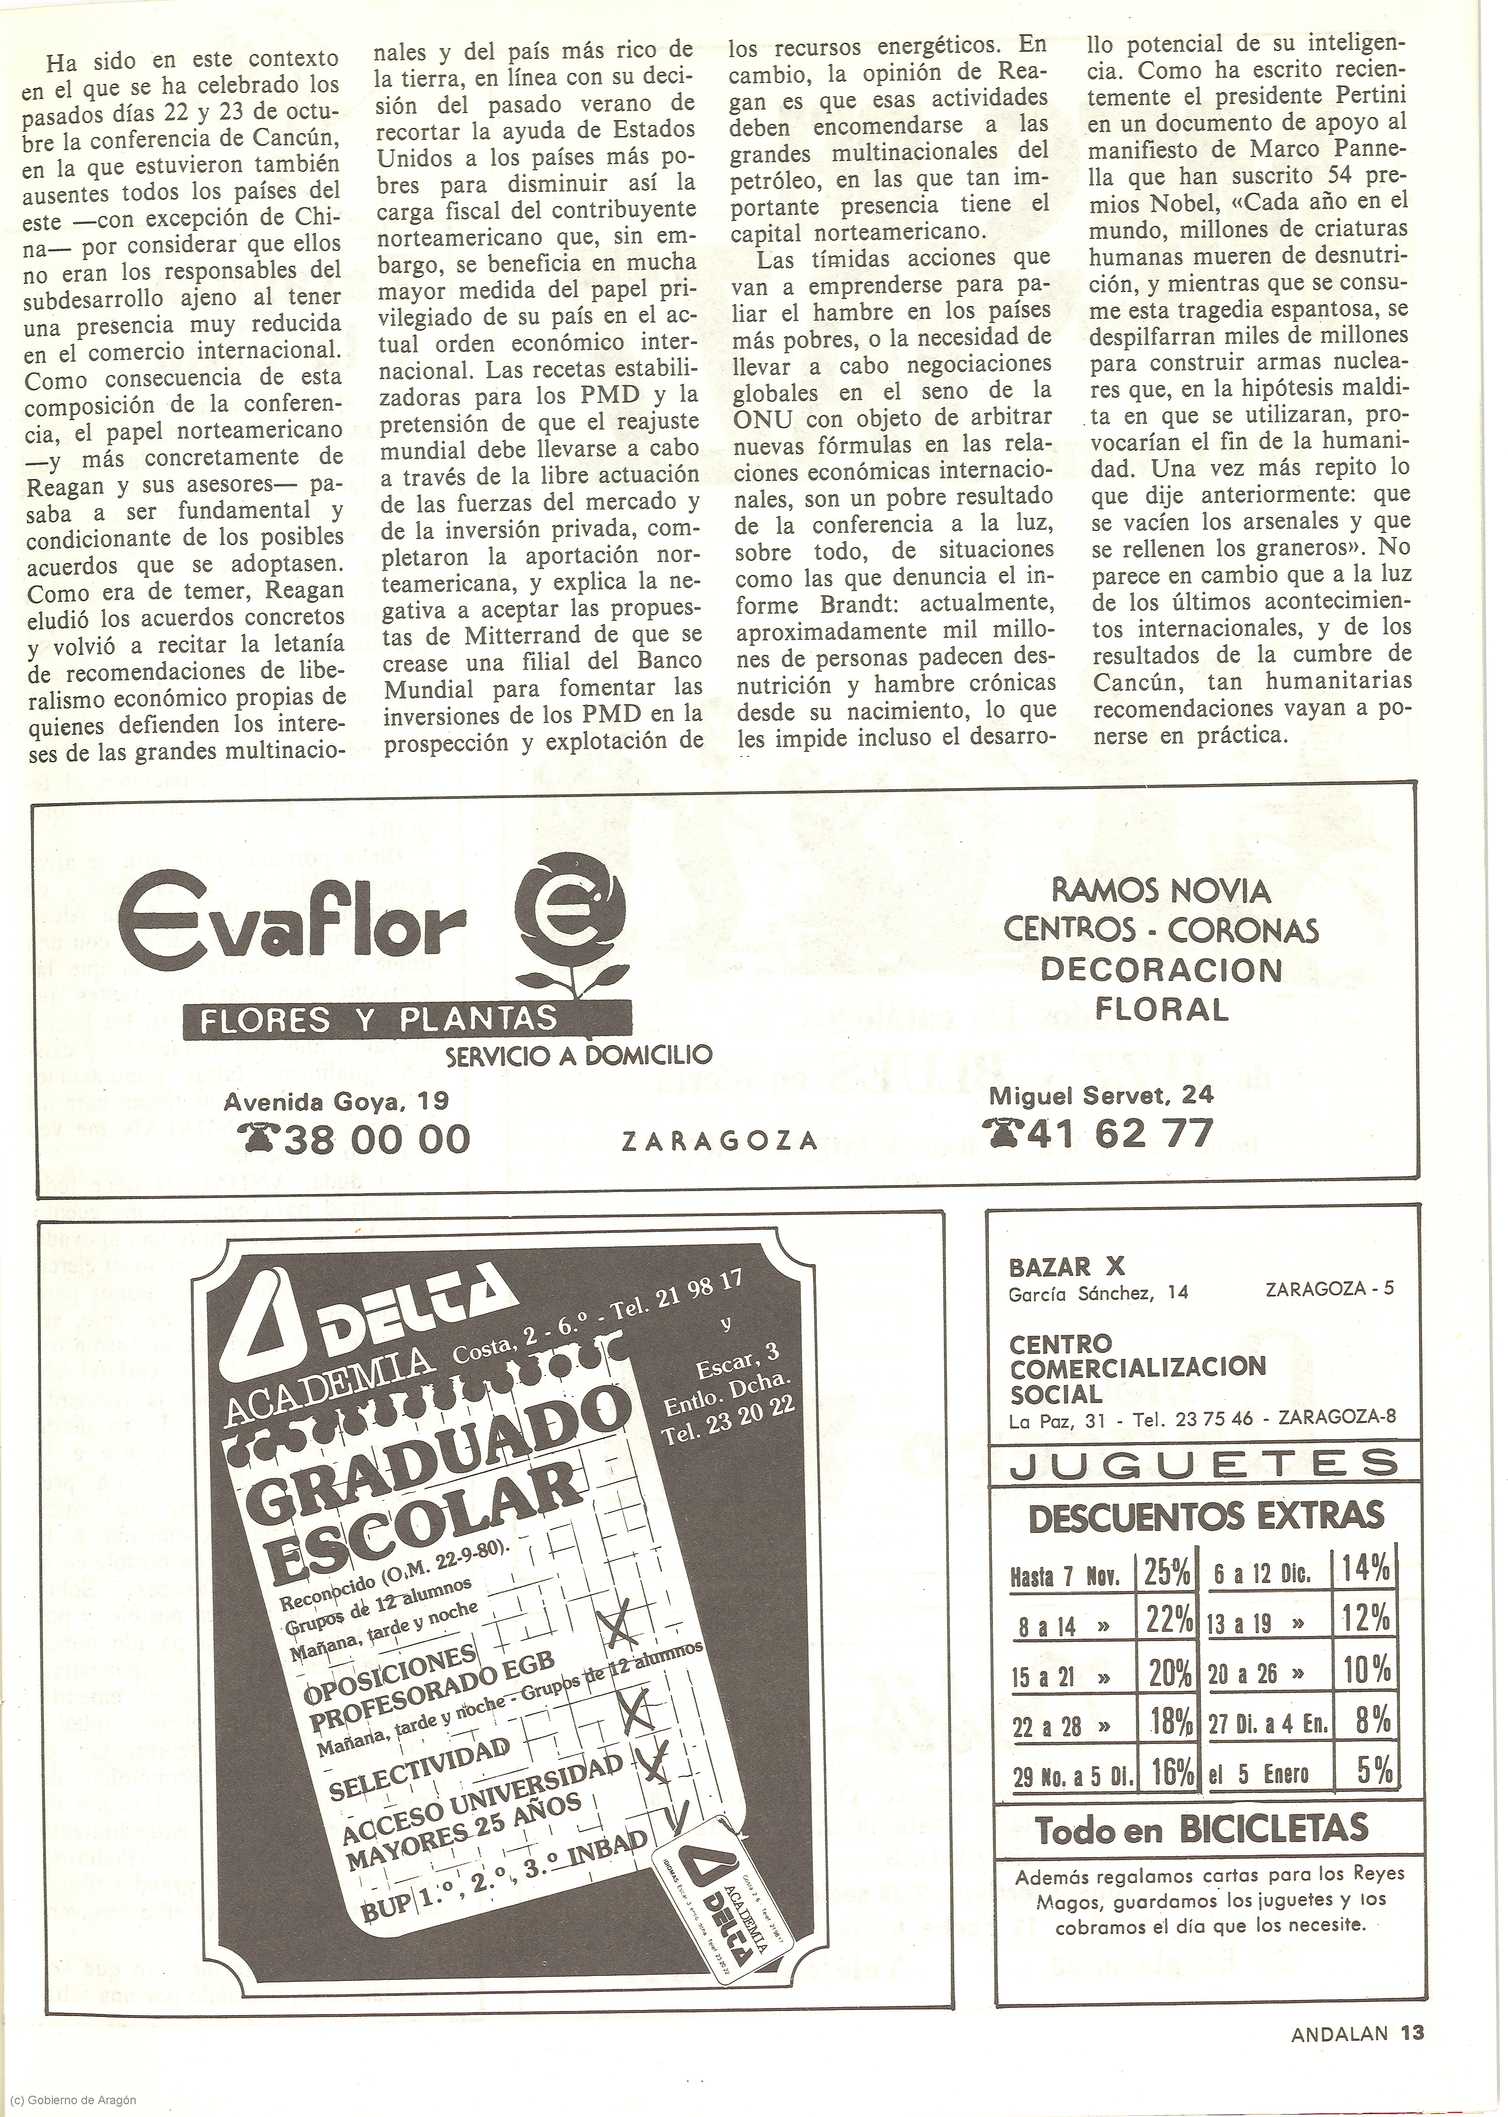 Ha sido en este contexto
en el que se ha celebrado los
pasados días 22 y 23 de octu-
bre la conferencia de Cancún,
en la que estuvieron también
ausentes todos los países del
este —con excepción de Chi-
na— por considerar que ellos
no eran los responsables del
subdesarrollo ajeno al tener
una presencia muy reducida
en el comercio internacional.
Como consecuencia de esta
composición de la conferen-
cia, el papel norteamericano
—y más concretamente de
Reagan y sus asesores— pa-
saba a ser fundamental y
condicionante de los posibles
acuerdos que se adoptasen.
Como era de temer, Reagan
eludió los acuerdos concretos
y volvió a recitar la letanía
de recomendaciones de libe-
ralismo económico propias de
quienes defienden los intere-
ses de las grandes multinacio-
nales y del país más rico de
la tierra, en línea con su deci-
sión del pasado verano de
recortar la ayuda de Estados
Unidos a los países más po-
bres para disminuir así la
carga fiscal del contribuyente
norteamericano que, sin em-
bargo, se beneficia en mucha
mayor medida del papel pri-
vilegiado de su país en el ac-
tual orden económico inter-
nacional. Las recetas estabili-
zadoras para los PMD y la
pretensión de que el reajuste
mundial debe llevarse a cabo
a través de la libre actuación
de las fuerzas del mercado y
de la inversión privada, com-
pletaron la aportación nor-
teamericana, y explica la ne-
gativa a aceptar las propues-
tas de Mitterrand de que se
crease una filial del Banco
Mundial para fomentar las
inversiones de los PMD en la
prospección y explotación de
los recursos energéticos. En
cambio, la opinión de Rea-
gan es que esas actividades
deben encomendarse a las
grandes multinacionales del
petróleo, en las que tan im-
portante presencia tiene el
capital norteamericano.
Las tímidas acciones que
van a emprenderse para pa-
liar el hambre en los países
más pobres, o la necesidad de
llevar a cabo negociaciones
globales en el seno de la
ONU con objeto de arbitrar
nuevas fórmulas en las rela-
ciones económicas internacio-
nales, son un pobre resultado
de la conferencia a la luz,
sobre todo, de situaciones
como las que denuncia el in-
forme Brandt: actualmente,
aproximadamente mil millo-
nes de personas padecen des-
nutrición y hambre crónicas
desde su nacimiento, lo que
les impide incluso el desarro-
llo potencial de su inteligen-
cia. Como ha escrito recien-
temente el presidente Pertini
en un documento de apoyo al
manifiesto de Marco Panne-
lla que han suscrito 54 pre-
mios Nobel, «Cada año en el
mundo, millones de criaturas
humanas mueren de desnutri-
ción, y mientras que se consu-
me esta tragedia espantosa, se
despilfarran miles de millones
para construir armas nuclea-
res que, en la hipótesis maldi-
ta en que se utilizaran, pro-
vocarían el fin de la humani-
dad. Una vez más repito lo
que dije anteriormente: que
se vacíen los arsenales y que
se rellenen los graneros». No
parece en cambio que a la luz
de los últimos acontecimien-
tos internacionales, y de los
resultados de la cumbre de
Cancún, tan humanitarias
recomendaciones vayan a po-
nerse en práctica.
Evaflor
FLORES Y PLANTAS
SERVICIO A DOMICILIO
Avenida Goya, 19
☎38 00 00
ZARAGOZA
RAMOS NOVIA
CENTROS - CORONAS
DECORACION
FLORAL
Miguel Servet, 24
☎41 62 77
DELTA
ACADEMIA Costa, 2 - 6.º - Tel. 21 98 17
y
Escar, 3
Entlo. Dcha.
Tel. 23 20 22
GRADUADO
ESCOLAR
Reconocido (O.M. 22-9-80).
Grupos de 12 alumnos
Mañana, tarde y noche
OPOSICIONES
PROFESORADO EGB
Mañana, tarde y noche - Grupos de 12 alumnos
SELECTIVIDAD
ACCESO UNIVERSIDAD
MAYORES 25 AÑOS
BUP 1.º, 2.º, 3.º INBAD
ACADEMIA
DELTA
BAZAR X
García Sánchez, 14 ZARAGOZA - 5
CENTRO
COMERCIALIZACION
SOCIAL
La Paz, 31 - Tel. 23 75 46 - ZARAGOZA-8
JUGUETES
DESCUENTOS EXTRAS
Hasta 7 Nov. 25% 6 a 12 Dic. 14%
8 a 14 » 22% 13 a 19 » 12%
15 a 21 » 20% 20 a 26 » 10%
22 a 28 » 18% 27 Di. a 4 En. 8%
29 No. a 5 Di. 16% el 5 Enero 5%
Todo en BICICLETAS
Además regalamos cartas para los Reyes
Magos, guardamos los juguetes y los
cobramos el día que los necesite.
ANDALAN 13
(c) Gobierno de Aragón